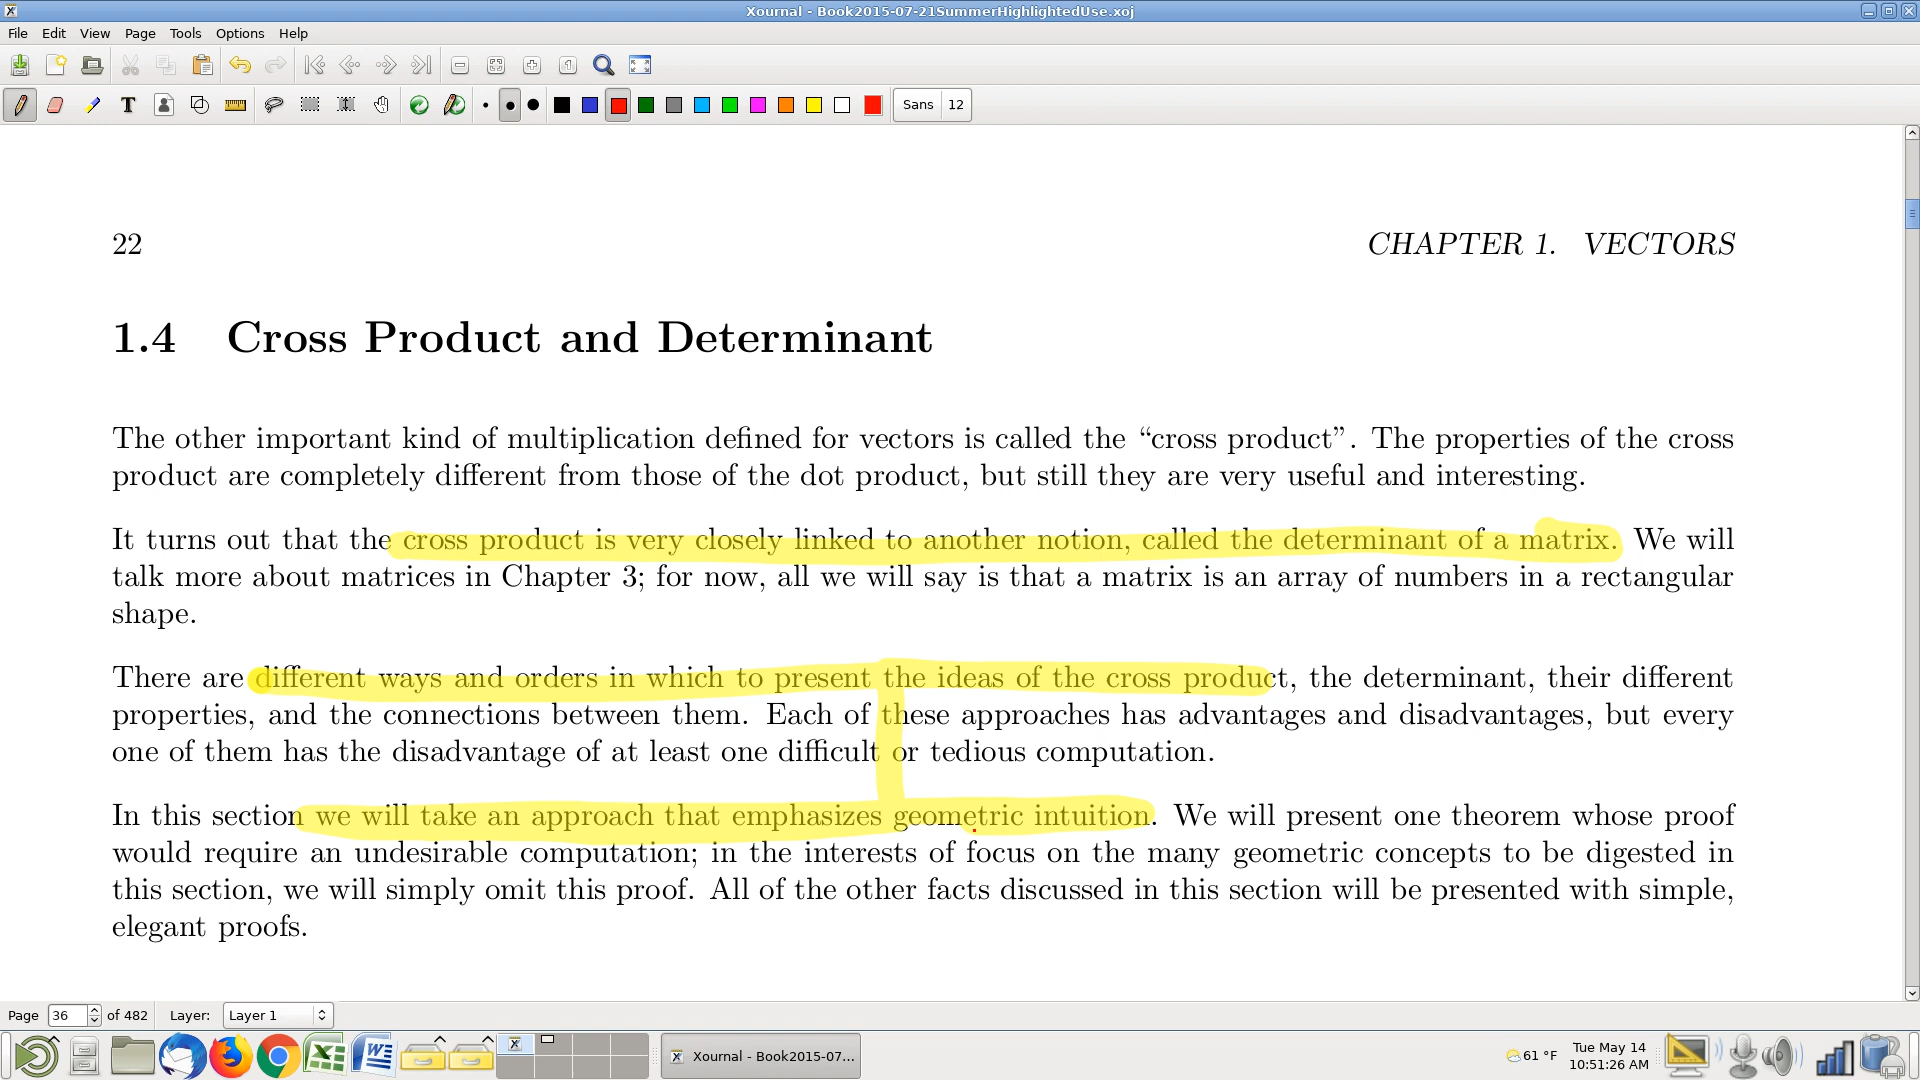 Xournal - Book2015-07-21SummerHighlightedUse.xoj
File Edit View Page Tools Options Help
Sans 12
22 CHAPTER 1. VECTORS
1.4 Cross Product and Determinant
The other important kind of multiplication defined for vectors is called the “cross product”. The properties of the cross
product are completely different from those of the dot product, but still they are very useful and interesting.
It turns out that the cross product is very closely linked to another notion, called the determinant of a matrix. We will
talk more about matrices in Chapter 3; for now, all we will say is that a matrix is an array of numbers in a rectangular
shape.
There are different ways and orders in which to present the ideas of the cross product, the determinant, their different
properties, and the connections between them. Each of these approaches has advantages and disadvantages, but every
one of them has the disadvantage of at least one difficult or tedious computation.
In this section we will take an approach that emphasizes geometric intuition. We will present one theorem whose proof
would require an undesirable computation; in the interests of focus on the many geometric concepts to be digested in
this section, we will simply omit this proof. All of the other facts discussed in this section will be presented with simple,
elegant proofs.
Page 36 of 482 Layer: Layer 1
Xournal - Book2015-07... 61 °F Tue May 14
10:51:26 AM